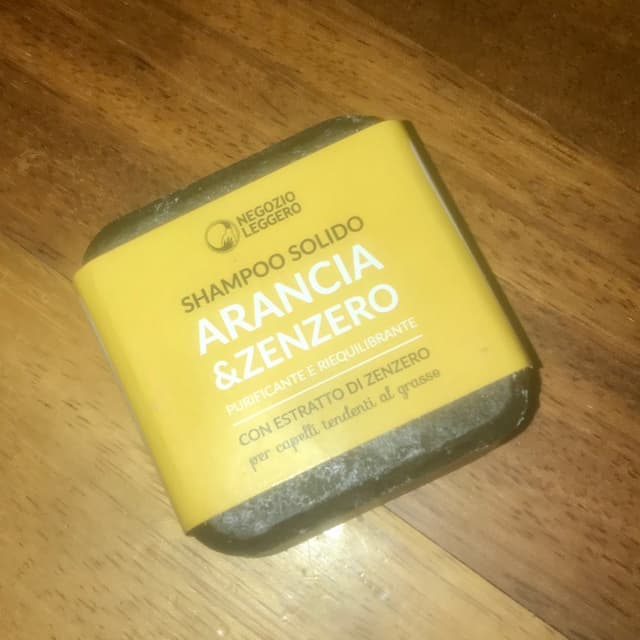 NEGOZIO
LEGGERO
SHAMPOO SOLIDO
ARANCIA
&ZENZERO
PURIFICANTE E RIEQUILIBRANTE
CON ESTRATTO DI ZENZERO
per capelli tendenti al grasso